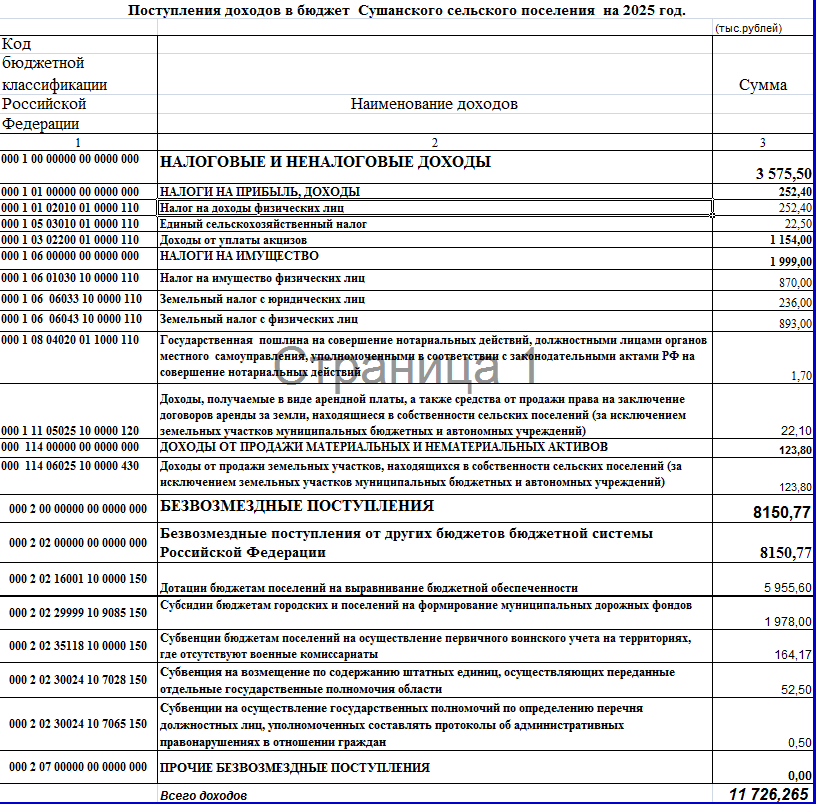 Поступления доходов в бюджет Сушанского сельского поселения на 2025 год.
(тыс.рублей)
Код
бюджетной
классификации
Российской
Федерации
Наименование доходов
Сумма
1 2 3
000 1 00 00000 00 0000 000 НАЛОГОВЫЕ И НЕНАЛОГОВЫЕ ДОХОДЫ 3 575,50
000 1 01 00000 00 0000 000 НАЛОГИ НА ПРИБЫЛЬ, ДОХОДЫ 252,40
000 1 01 02010 01 0000 110 Налог на доходы физических лиц 252,40
000 1 05 03010 01 0000 110 Единый сельскохозяйственный налог 22,50
000 1 03 02200 01 0000 110 Доходы от уплаты акцизов 1 154,00
000 1 06 00000 00 0000 000 НАЛОГИ НА ИМУЩЕСТВО 1 999,00
000 1 06 01030 10 0000 110 Налог на имущество физических лиц 870,00
000 1 06 06033 10 0000 110 Земельный налог с юридических лиц 236,00
000 1 06 06043 10 0000 110 Земельный налог с физических лиц 893,00
000 1 08 04020 01 1000 110 Государственная пошлина на совершение нотариальных действий, должностными лицами органов
местного самоуправления, уполномоченными в соответствии с законодательными актами РФ на
совершение нотариальных действий 1,70
Страница 1
Доходы, получаемые в виде арендной платы, а также средства от продажи права на заключение
договоров аренды за земли, находящиеся в собственности сельских поселений (за исключением
000 1 11 05025 10 0000 120 земельных участков муниципальных бюджетных и автономных учреждений) 22,10
000 114 00000 00 0000 000 ДОХОДЫ ОТ ПРОДАЖИ МАТЕРИАЛЬНЫХ И НЕМАТЕРИАЛЬНЫХ АКТИВОВ 123,80
000 114 06025 10 0000 430 Доходы от продажи земельных участков, находящихся в собственности сельских поселений (за
исключением земельных участков муниципальных бюджетных и автономных учреждений) 123,80
000 2 00 00000 00 0000 000 БЕЗВОЗМЕЗДНЫЕ ПОСТУПЛЕНИЯ 8150,77
000 2 02 00000 00 0000 000 Безвозмездные поступления от других бюджетов бюджетной системы
Российской Федерации 8150,77
000 2 02 16001 10 0000 150 Дотации бюджетам поселений на выравнивание бюджетной обеспеченности 5 955,60
000 2 02 29999 10 9085 150 Субсидии бюджетам городских и поселений на формирование муниципальных дорожных фондов 1 978,00
000 2 02 35118 10 0000 150 Субвенции бюджетам поселений на осуществление первичного воинского учета на территориях,
где отсутствуют военные комиссариаты 164,17
000 2 02 30024 10 7028 150 Субвенция на возмещение по содержанию штатных единиц, осуществляющих переданные
отдельные государственные полномочия области 52,50
Субвенции на осуществление государственных полномочий по определению перечня
000 2 02 30024 10 7065 150 должностных лиц, уполномоченных составлять протоколы об административных
правонарушениях в отношении граждан 0,50
000 2 07 00000 00 0000 000 ПРОЧИЕ БЕЗВОЗМЕЗДНЫЕ ПОСТУПЛЕНИЯ 0,00
Всего доходов 11 726,265